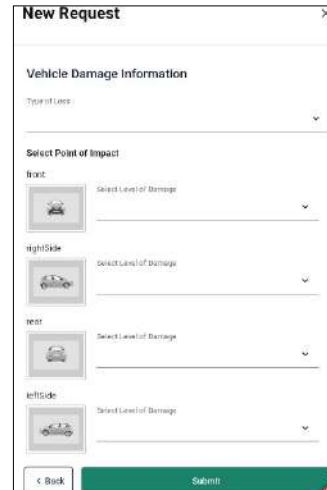 New Request
Vehicle Damage Information
Type of Loss
Select Point of Impact
front
Select Level of Damage
rightSide
Select Level of Damage
rear
Select Level of Damage
leftSide
Select Level of Damage
< Back
Submit